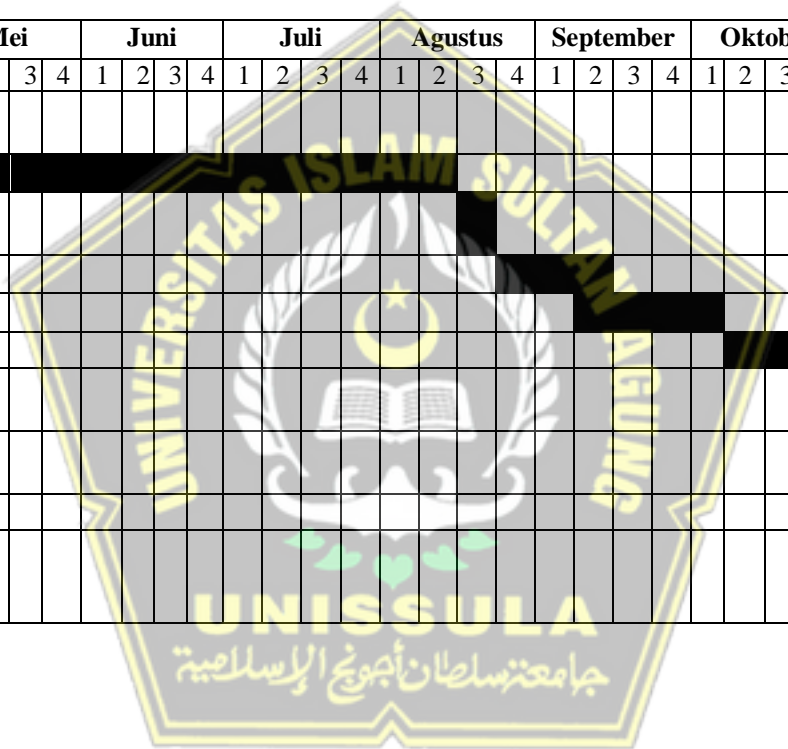 Mei Juni Juli Agustus September Oktob
3 4 1 2 3 4 1 2 3 4 1 2 3 4 1 2 3 4 1 2 3
UNIVERSITAS ISLAM SULTAN AGUNG
UNISSULA
جامعة سلطان أجونج الإسلامية